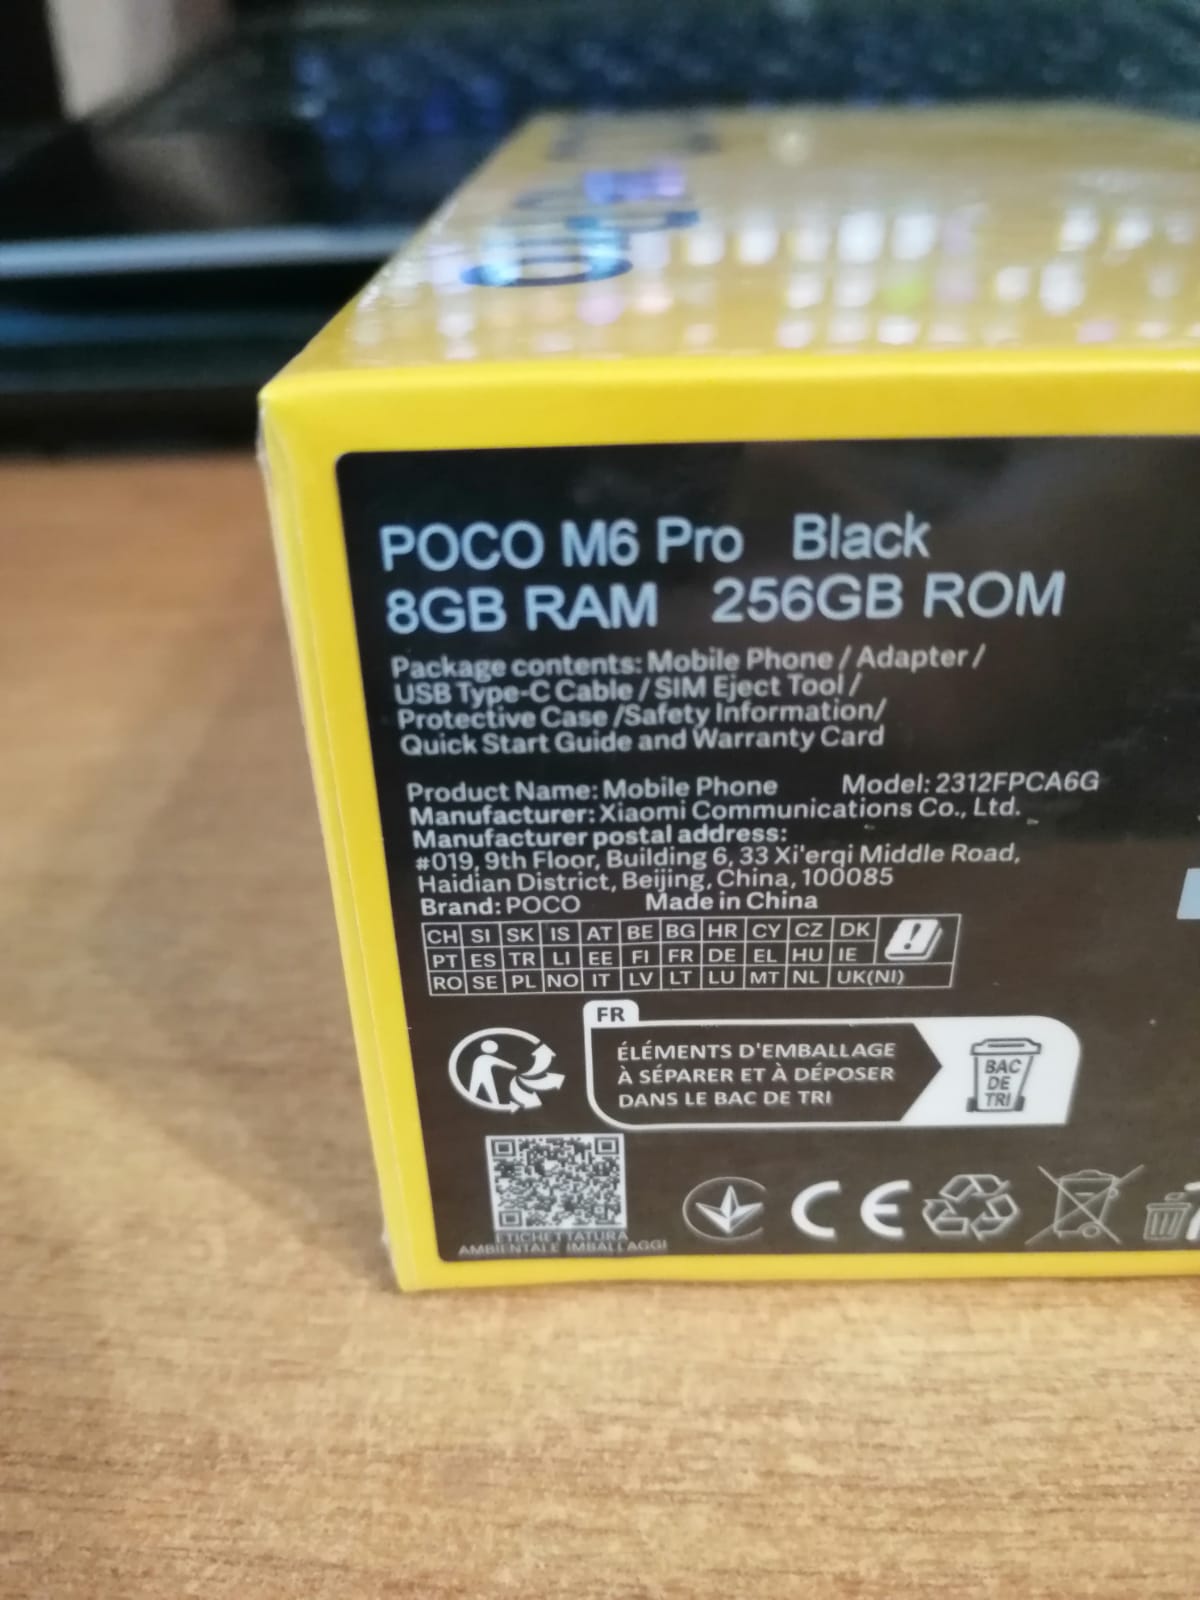 POCO M6 Pro Black
8GB RAM 256GB ROM
Package contents: Mobile Phone / Adapter /
USB Type-C Cable / SIM Eject Tool /
Protective Case /Safety Information/
Quick Start Guide and Warranty Card
Product Name: Mobile Phone Model: 2312FPCA6G
Manufacturer: Xiaomi Communications Co., Ltd.
Manufacturer postal address:
#019, 9th Floor, Building 6, 33 Xi'erqi Middle Road,
Haidian District, Beijing, China, 100085
Brand: POCO Made in China
CH SI SK IS AT BE BG HR CY CZ DK
PT ES TR LI EE FI FR DE EL HU IE
RO SE PL NO IT LV LT LU MT NL UK(NI)
FR
ÉLÉMENTS D'EMBALLAGE
À SÉPARER ET À DÉPOSER
DANS LE BAC DE TRI
BAC
DE
TRI
ETICHETTATURA
AMBIENTALE IMBALLAGGI
CE